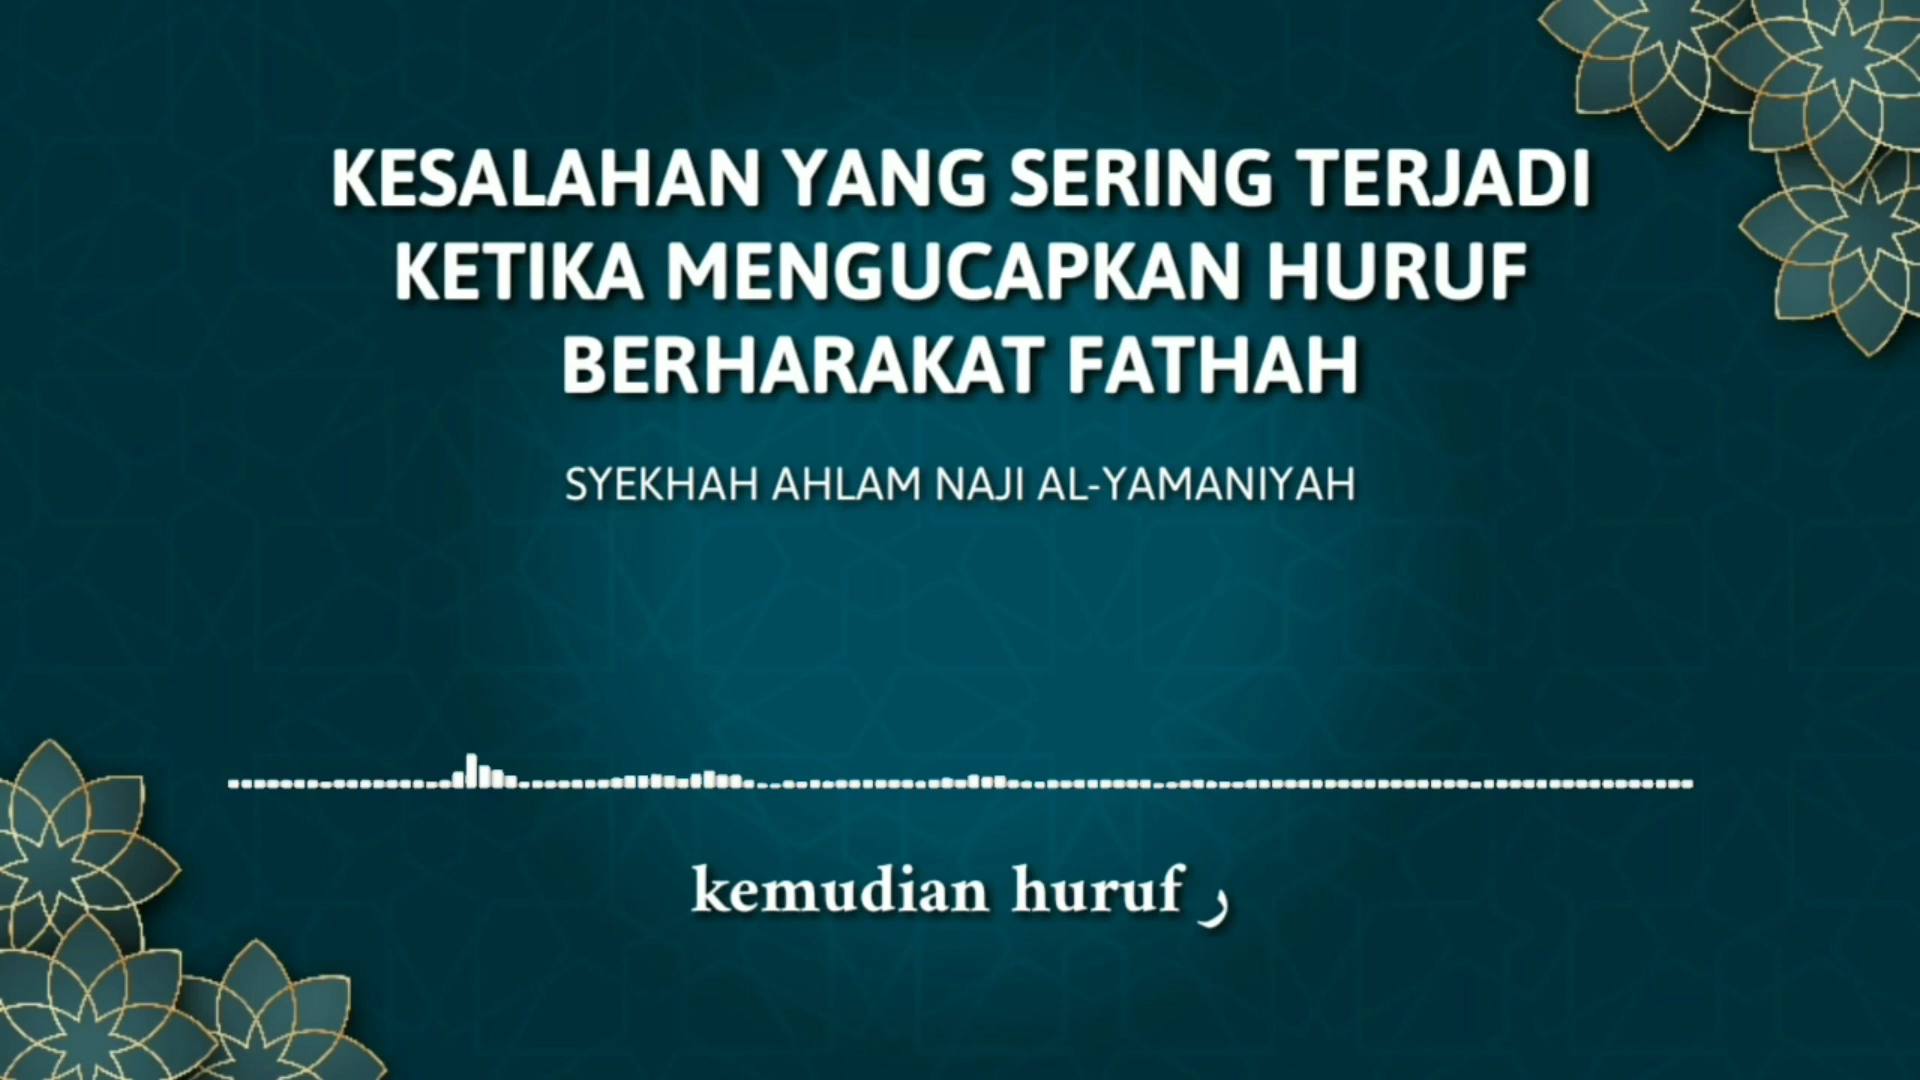 KESALAHAN YANG SERING TERJADI
KETIKA MENGUCAPKAN HURUF
BERHARAKAT FATHAH
SYEKHAH AHLAM NAJI AL-YAMANIYAH
kemudian huruf ر